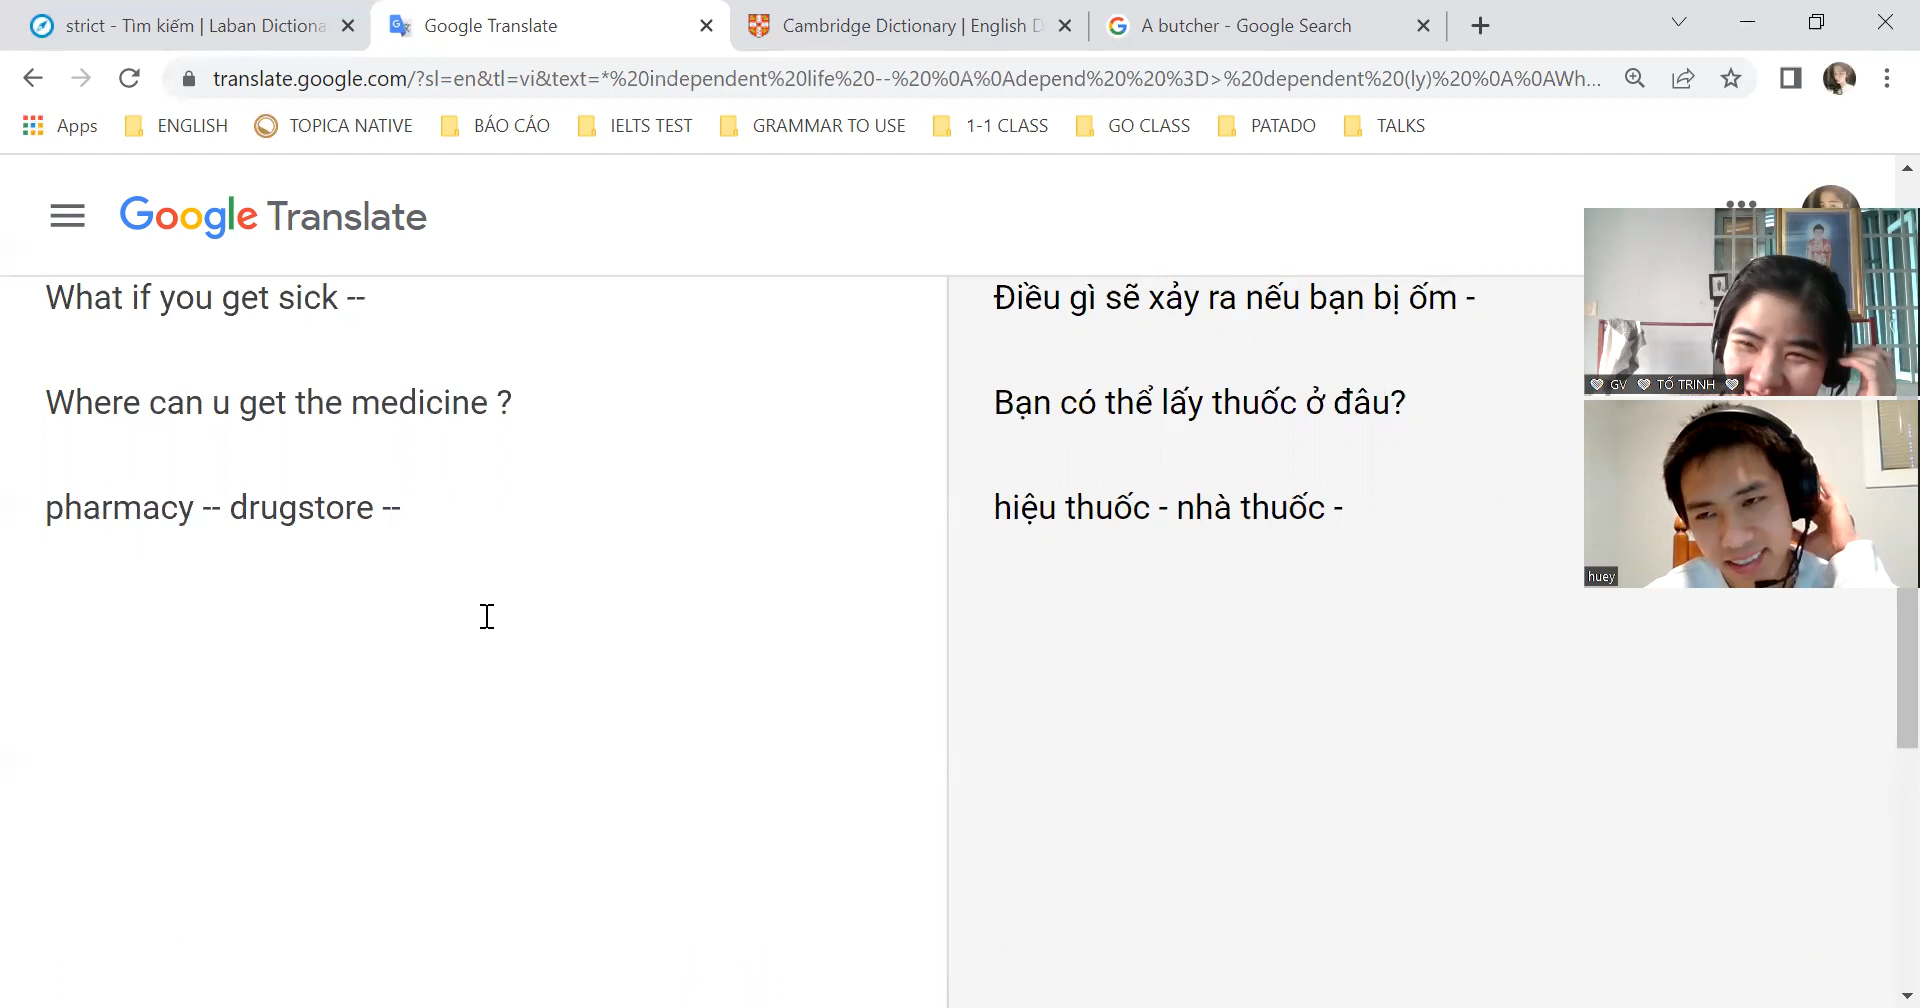 strict - Tìm kiếm | Laban Dictiona
Google Translate
Cambridge Dictionary | English D
A butcher - Google Search
translate.google.com/?sl=en&tl=vi&text=*%20independent%20life%20--%20%0A%0Adepend%20%20%3D>%20dependent%20(ly)%20%0A%0AWh...
Apps
ENGLISH
TOPICA NATIVE
BÁO CÁO
IELTS TEST
GRAMMAR TO USE
1-1 CLASS
GO CLASS
PATADO
TALKS
Google Translate
What if you get sick --
Điều gì sẽ xảy ra nếu bạn bị ốm -
Where can u get the medicine ?
Bạn có thể lấy thuốc ở đâu?
pharmacy -- drugstore --
hiệu thuốc - nhà thuốc -
GV TỐ TRINH
huey